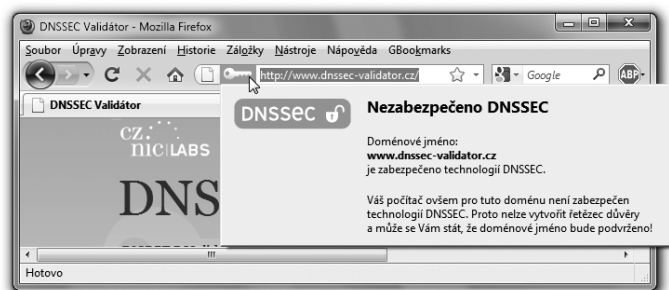 DNSSEC Validátor - Mozilla Firefox
Soubor Úpravy Zobrazení Historie Záložky Nástroje Nápověda GBookmarks
http://www.dnssec-validator.cz/
Google
ABP
DNSSEC Validátor
CZ.
NIC LABS
DNS
DNSSEC
Nezabezpečeno DNSSEC
Doménové jméno:
www.dnssec-validator.cz
je zabezpečeno technologií DNSSEC.
Váš počítač ovšem pro tuto doménu není zabezpečen
technologií DNSSEC. Proto nelze vytvořit řetězec důvěry
a může se Vám stát, že doménové jméno bude podvrženo!
Hotovo